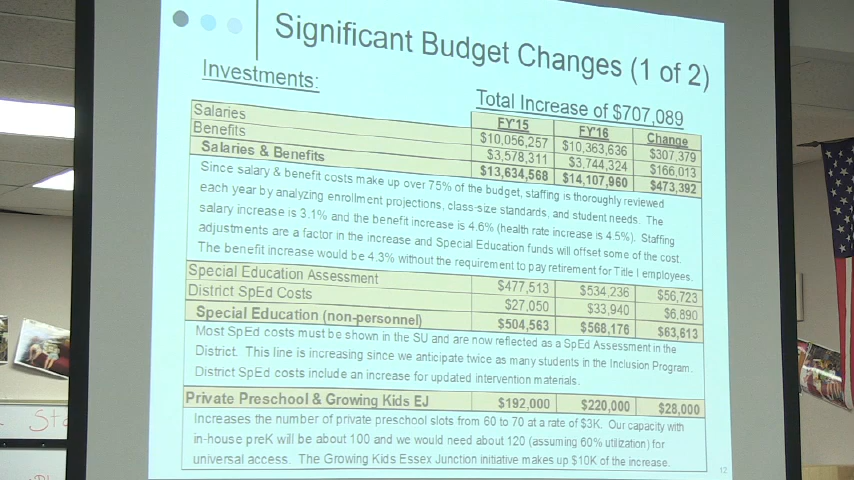 Significant Budget Changes (1 of 2)
Investments:
Total Increase of $707,089
FY'15 FY'16 Change
Salaries $10,056,257 $10,363,636 $307,379
Benefits $3,578,311 $3,744,324 $166,013
Salaries & Benefits $13,634,568 $14,107,960 $473,392
Since salary & benefit costs make up over 75% of the budget, staffing is thoroughly reviewed
each year by analyzing enrollment projections, class-size standards, and student needs. The
salary increase is 3.1% and the benefit increase is 4.6% (health rate increase is 4.5%). Staffing
adjustments are a factor in the increase and Special Education funds will offset some of the cost.
The benefit increase would be 4.3% without the requirement to pay retirement for Title I employees.
Special Education Assessment $477,513 $534,236 $56,723
District SpEd Costs $27,050 $33,940 $6,890
Special Education (non-personnel) $504,563 $568,176 $63,613
Most SpEd costs must be shown in the SU and are now reflected as a SpEd Assessment in the
District. This line is increasing since we anticipate twice as many students in the Inclusion Program.
District SpEd costs include an increase for updated intervention materials.
Private Preschool & Growing Kids EJ $192,000 $220,000 $28,000
Increases the number of private preschool slots from 60 to 70 at a rate of $3K. Our capacity with
in-house preK will be about 100 and we would need about 120 (assuming 60% utilization) for
universal access. The Growing Kids Essex Junction initiative makes up $10K of the increase.
12